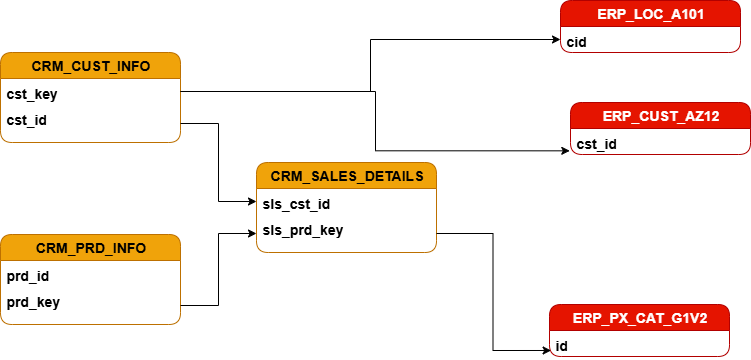 ERP_LOC_A101
cid
CRM_CUST_INFO
cst_key
cst_id
ERP_CUST_AZ12
cst_id
CRM_SALES_DETAILS
sls_cst_id
sls_prd_key
CRM_PRD_INFO
prd_id
prd_key
ERP_PX_CAT_G1V2
id